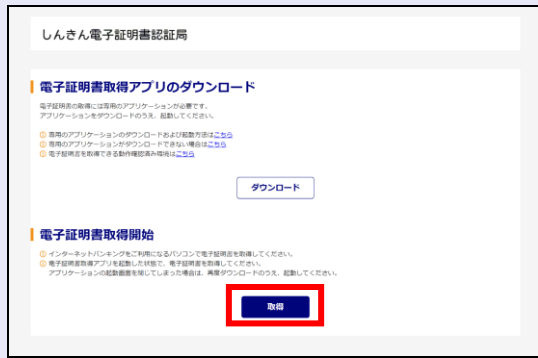 しんきん電子証明書認証局
電子証明書取得アプリのダウンロード
電子証明書の取得には専用のアプリケーションが必要です。
アプリケーションをダウンロードのうえ、起動してください。
専用のアプリケーションのダウンロードおよび起動方法はこちら
専用のアプリケーションがダウンロードできない場合はこちら
電子証明書を取得できる動作確認済み環境はこちら
ダウンロード
電子証明書取得開始
インターネットバンキングをご利用になるパソコンで電子証明書を取得してください。
電子証明書取得アプリを起動した状態で、電子証明書を取得してください。
アプリケーションの起動画面を閉じてしまった場合は、再度ダウンロードのうえ、起動してください。
取得